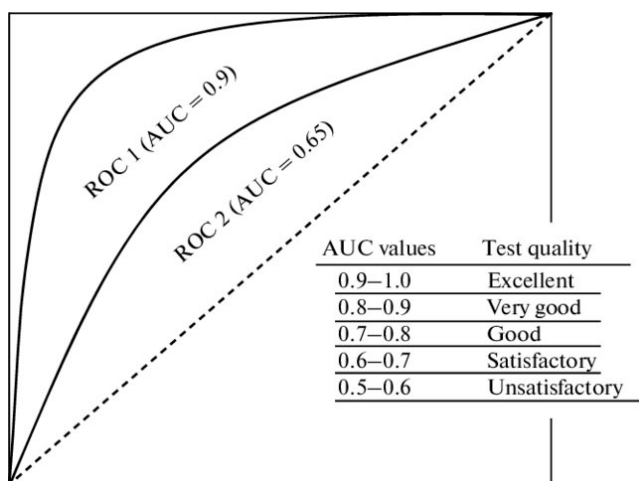 ROC 1 (AUC = 0.9)
ROC 2 (AUC = 0.65)
AUC values Test quality
0.9–1.0 Excellent
0.8–0.9 Very good
0.7–0.8 Good
0.6–0.7 Satisfactory
0.5–0.6 Unsatisfactory